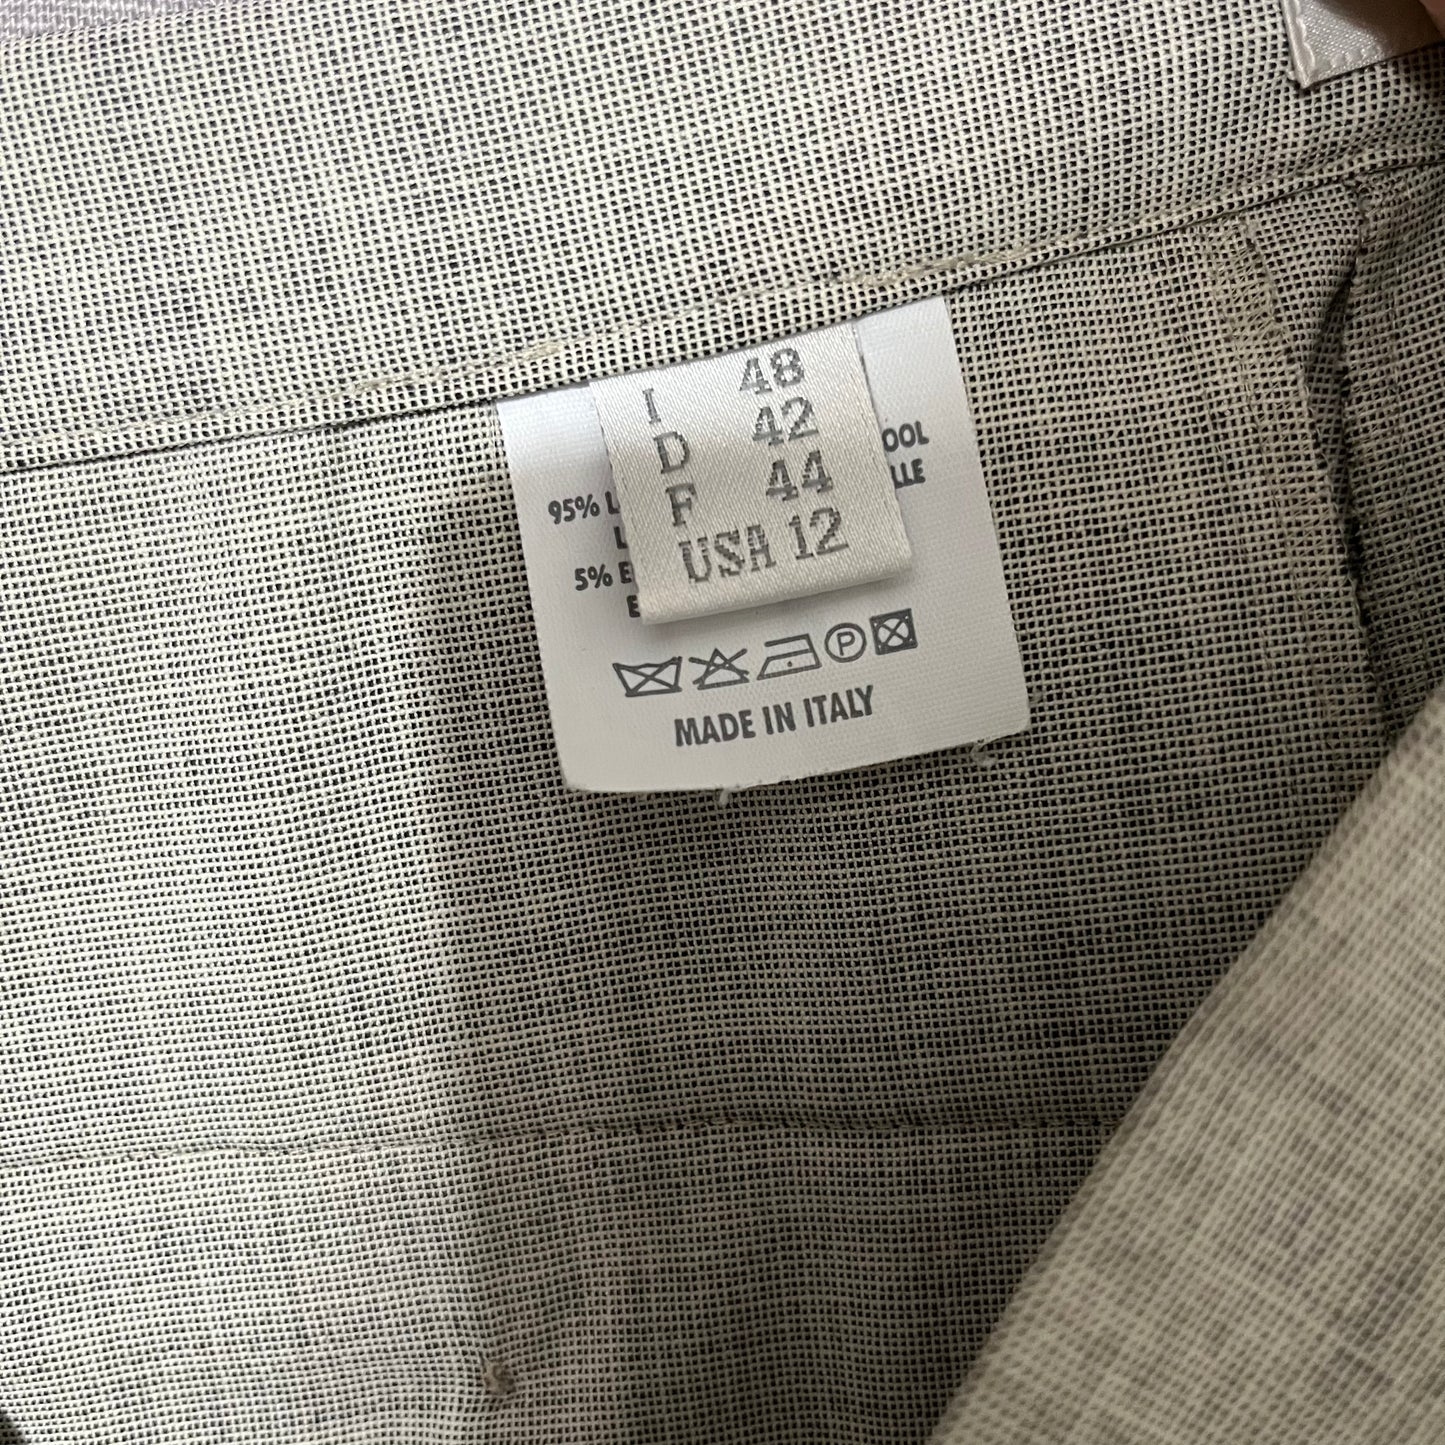 I 48
D 42
F 44
USA 12
OOL
95% L LLE
L
5% E
E
P
MADE IN ITALY